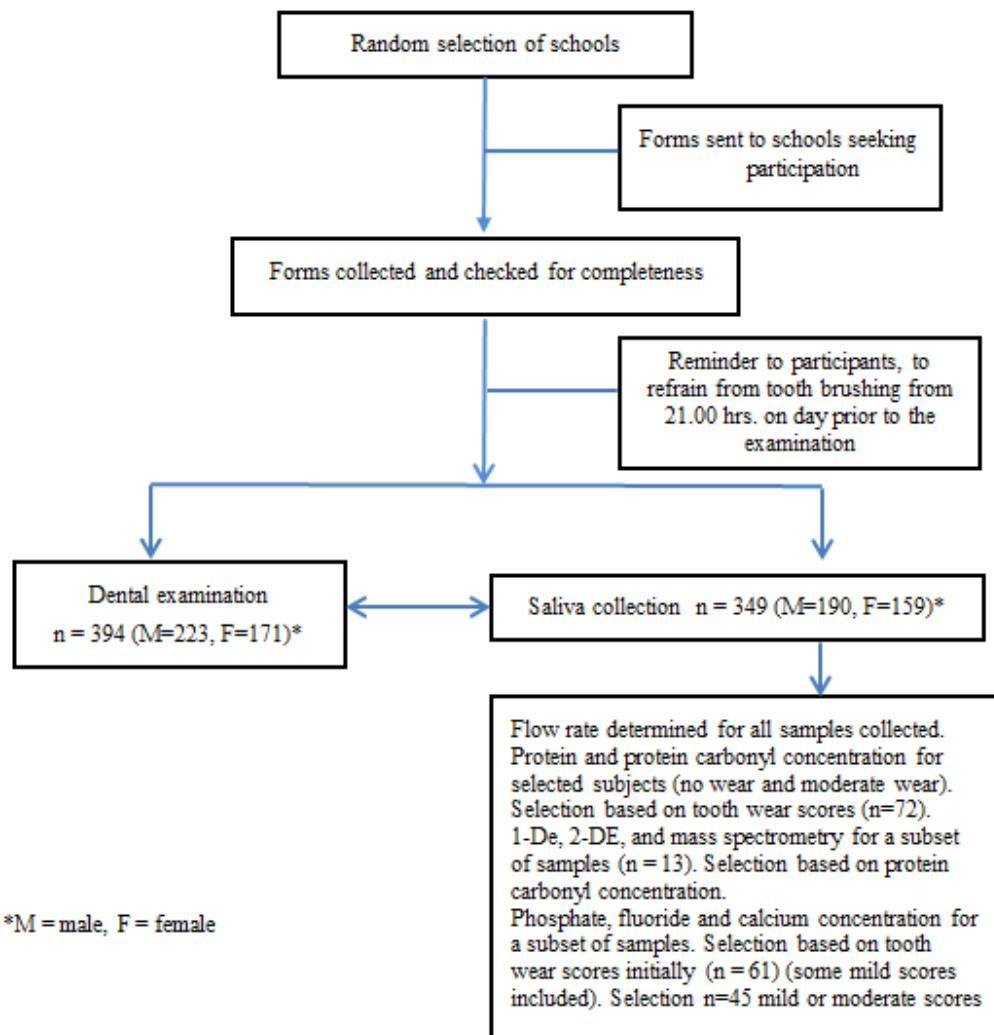 Random selection of schools
Forms sent to schools seeking
participation
Forms collected and checked for completeness
Reminder to participants, to
refrain from tooth brushing from
21.00 hrs. on day prior to the
examination
Dental examination
n = 394 (M=223, F=171)*
Saliva collection n = 349 (M=190, F=159)*
Flow rate determined for all samples collected.
Protein and protein carbonyl concentration for
selected subjects (no wear and moderate wear).
Selection based on tooth wear scores (n=72).
1-De, 2-DE, and mass spectrometry for a subset
of samples (n = 13). Selection based on protein
carbonyl concentration.
Phosphate, fluoride and calcium concentration for
a subset of samples. Selection based on tooth
wear scores initially (n = 61) (some mild scores
included). Selection n=45 mild or moderate scores
*M = male, F = female